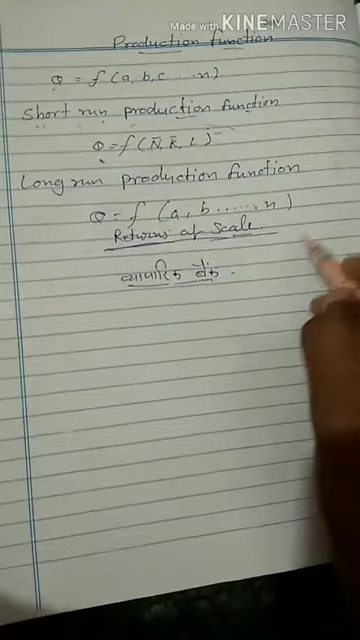 Made with KINEMASTER
Production function
Q = f (a, b, c ..... n)
Short run production function
Q = f (N̄, K̄, L)
Long run production function
Q = f (a, b ...... n)
Returns of scale
व्यापारिक बैंक .